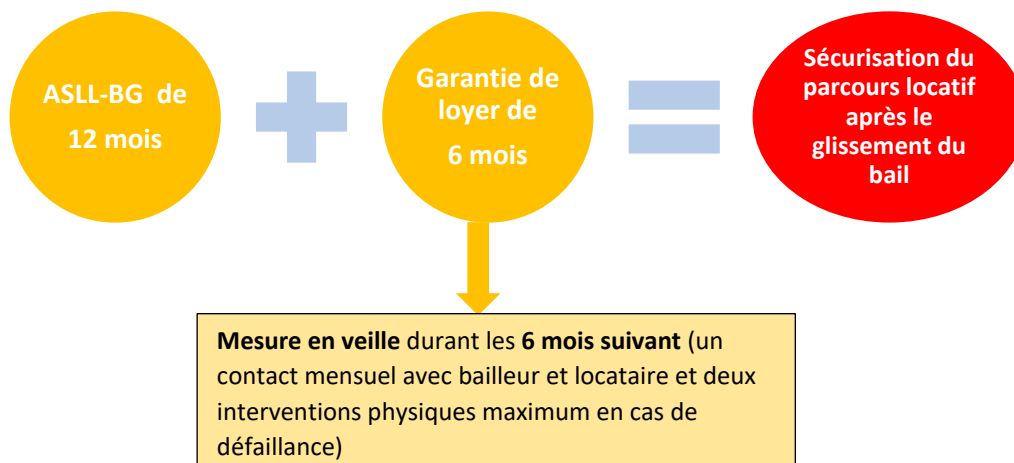 ASLL-BG de
12 mois
Garantie de
loyer de
6 mois
Sécurisation du
parcours locatif
après le
glissement du
bail
Mesure en veille durant les 6 mois suivant (un
contact mensuel avec bailleur et locataire et deux
interventions physiques maximum en cas de
défaillance)